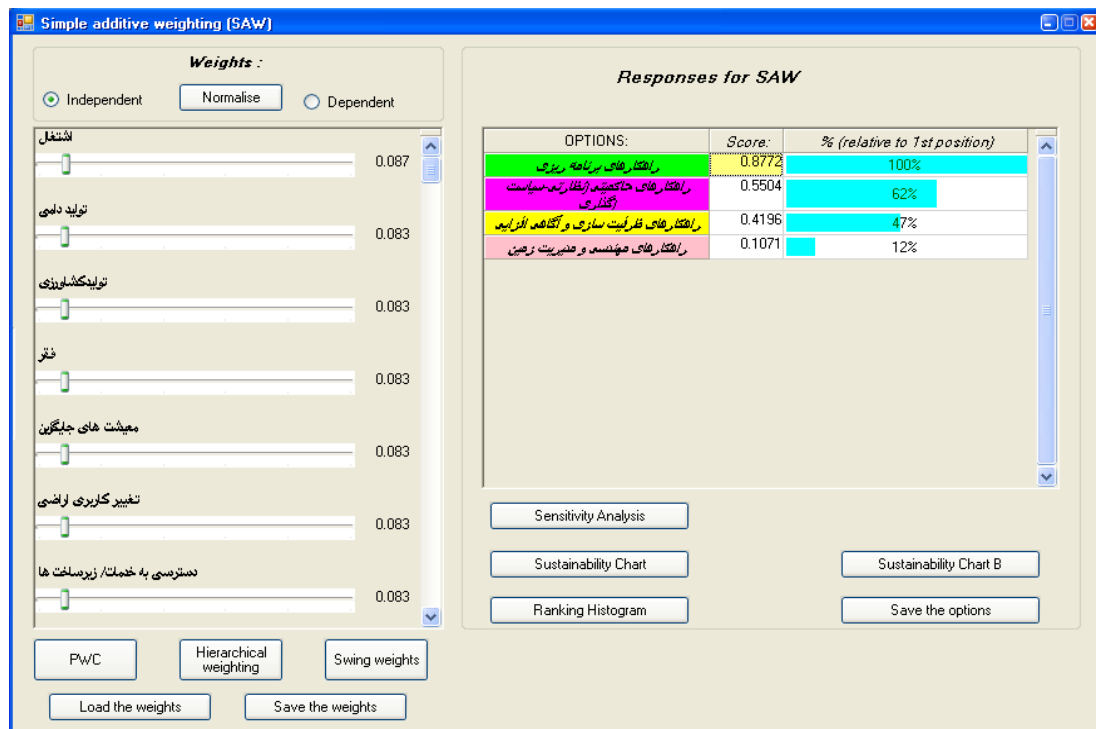 Simple additive weighting (SAW)
Weights :
Independent
Normalise
Dependent
اشتغل
0.087
تولید دامی
0.083
تولیدکشاورزی
0.083
فقر
0.083
معیشت های جایگزین
0.083
تغییر کاربری اراضی
0.083
دسترسی به خدمات/ زیرساخت ها
0.083
PWC
Hierarchical
weighting
Swing weights
Load the weights
Save the weights
Responses for SAW
OPTIONS: Score: % (relative to 1st position)
راهکارهای برنامه ریزی 0.8772 100%
راهکارهای حاکمیتی (نظارتی-سیاست
گذاری) 0.5504 62%
راهکارهای ظرفیت سازی و آگاهی افزایی 0.4196 47%
راهکارهای مهندسی و مدیریت زمین 0.1071 12%
Sensitivity Analysis
Sustainability Chart
Sustainability Chart B
Ranking Histogram
Save the options